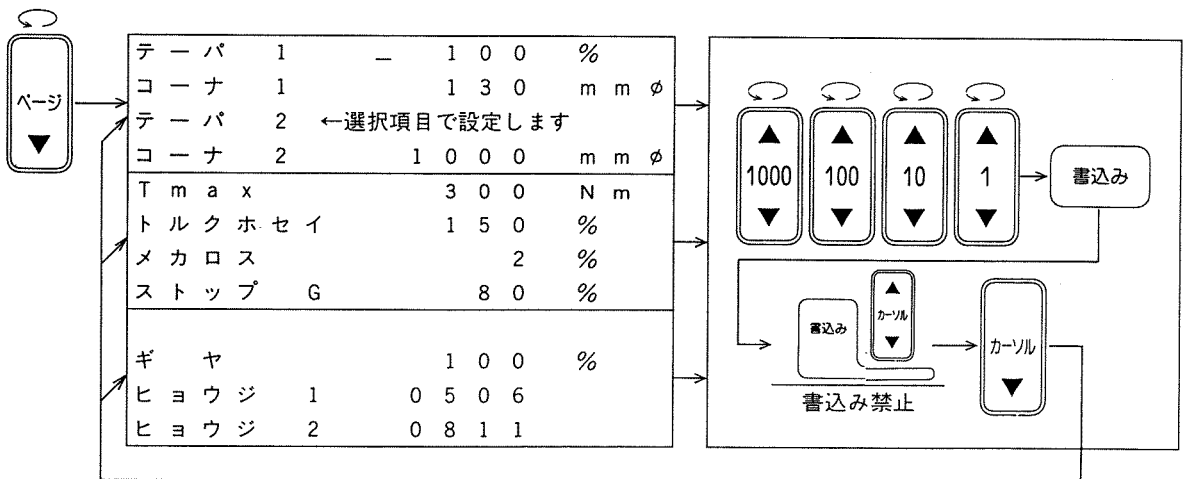 ページ
▼
テーパ 1 _ 100 %
コーナ 1 130 mmφ
テーパ 2 ←選択項目で設定します
コーナ 2 1000 mmφ
Tmax 300 Nm
トルクホセイ 150 %
メカロス 2 %
ストップ G 80 %
ギヤ 100 %
ヒョウジ 1 0506
ヒョウジ 2 0811
▲ ▲ ▲ ▲
1000 100 10 1 書込み
▼ ▼ ▼ ▼
書込み
▲
カーソル
▼
書込み禁止
カーソル
▼